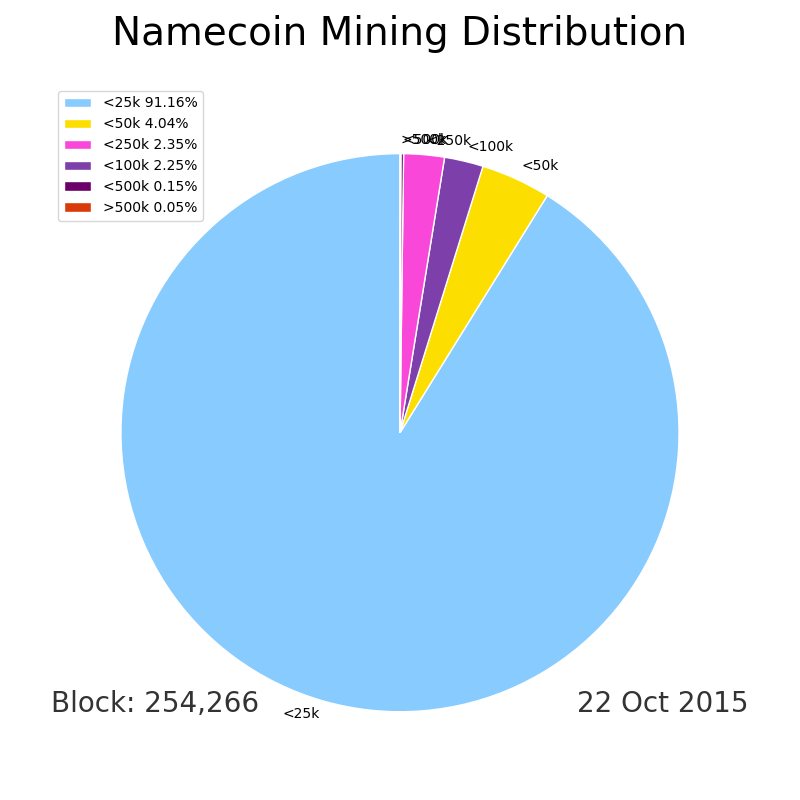 Namecoin Mining Distribution
<25k 91.16%
<50k 4.04%
<250k 2.35%
<100k 2.25%
<500k 0.15%
>500k 0.05%
<100k
<50k
<25k
Block: 254,266
22 Oct 2015